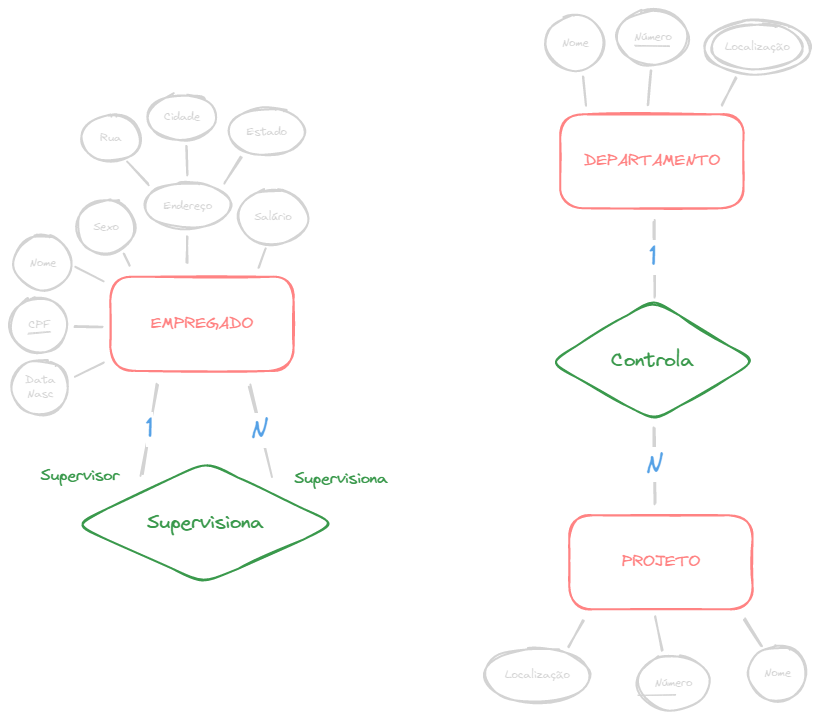 Nome
Número
Localização
DEPARTAMENTO
1
Controla
N
PROJETO
Localização
Número
Nome
Rua
Cidade
Estado
Sexo
Endereço
Salário
Nome
CPF
Data
Nasc
EMPREGADO
1
N
Supervisor
Supervisiona
Supervisiona